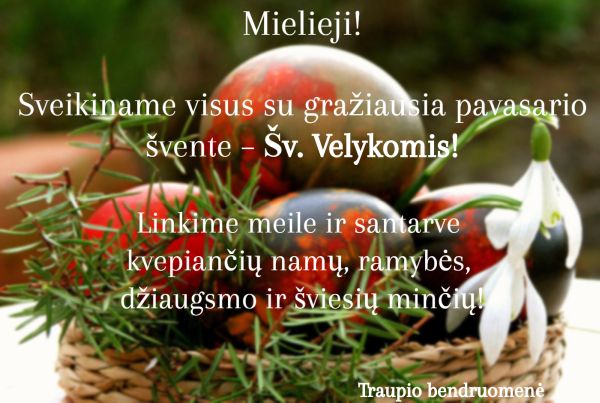 Mielieji!
Sveikiname visus su gražiausia pavasario
švente – Šv. Velykomis!
Linkime meile ir santarve
kvepiančių namų, ramybės,
džiaugsmo ir šviesių minčių!
Traupio bendruomenė